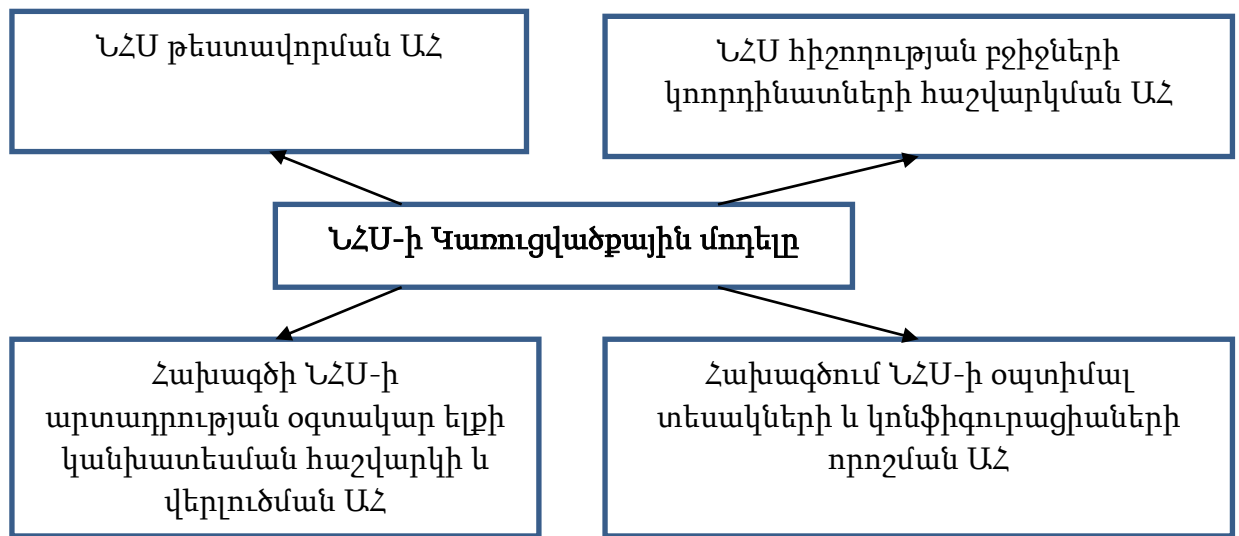 ՆՀՍ թեստավորման ԱՀ
ՆՀՍ հիշողության բջիջների
կոորդինատների հաշվարկման ԱՀ
ՆՀՍ-ի Կառուցվածքային մոդելը
Հախագծի ՆՀՍ-ի
արտադրության օգտակար ելքի
կանխատեսման հաշվարկի և
վերլուծման ԱՀ
Հախագծում ՆՀՍ-ի օպտիմալ
տեսակների և կոնֆիգուրացիաների
որոշման ԱՀ